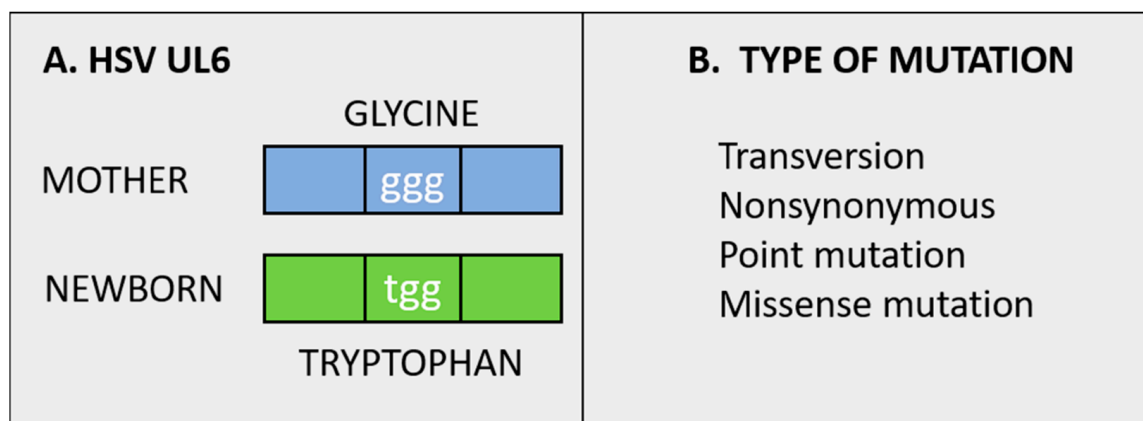 A. HSV UL6
GLYCINE
MOTHER ggg
NEWBORN tgg
TRYPTOPHAN
B. TYPE OF MUTATION
Transversion
Nonsynonymous
Point mutation
Missense mutation